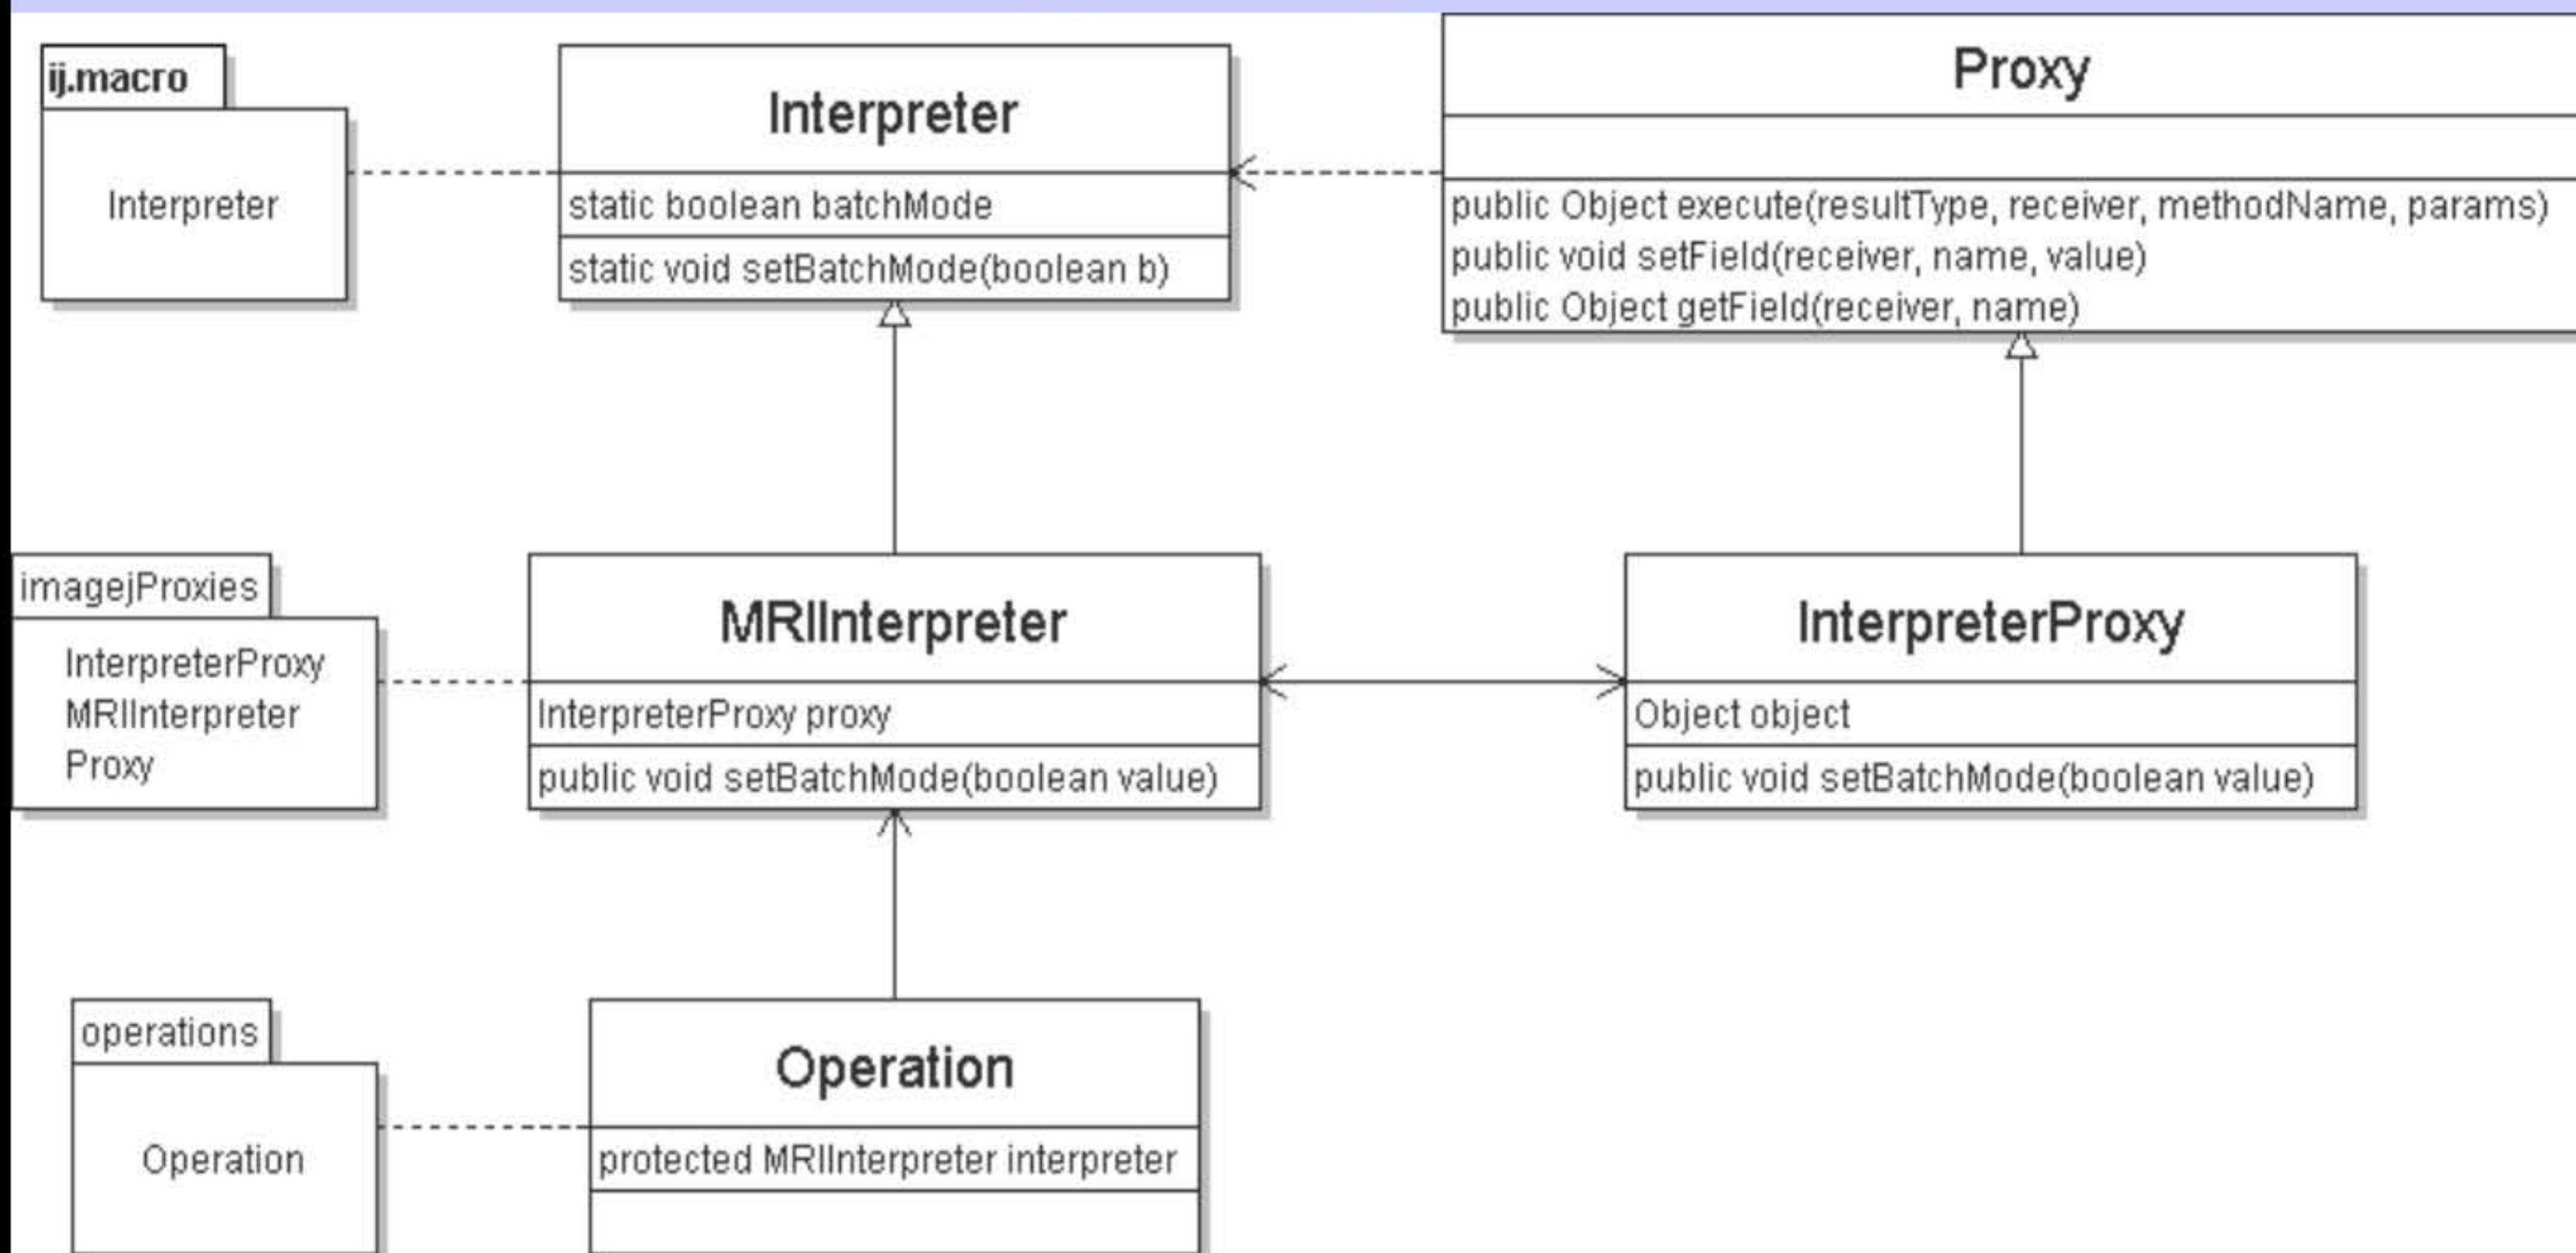 ij.macro
Interpreter
Interpreter
static boolean batchMode
static void setBatchMode(boolean b)
Proxy
public Object execute(resultType, receiver, methodName, params)
public void setField(receiver, name, value)
public Object getField(receiver, name)
imagejProxies
InterpreterProxy
MRIInterpreter
Proxy
MRIInterpreter
InterpreterProxy proxy
public void setBatchMode(boolean value)
InterpreterProxy
Object object
public void setBatchMode(boolean value)
operations
Operation
Operation
protected MRIInterpreter interpreter